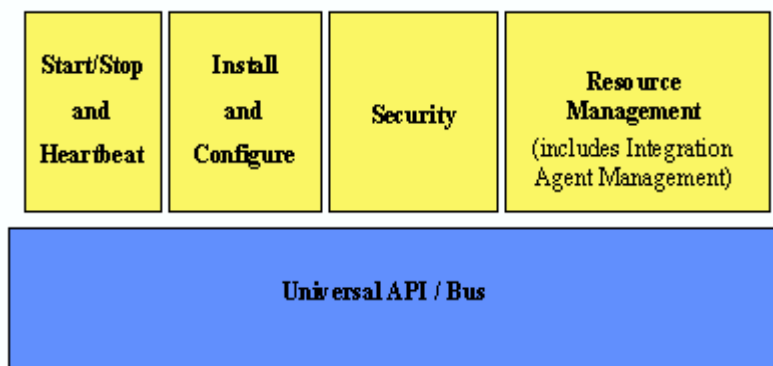 Start/Stop
and
Heartbeat
Install
and
Configure
Security
Resource
Management
(includes Integration
Agent Management)
Universal API / Bus